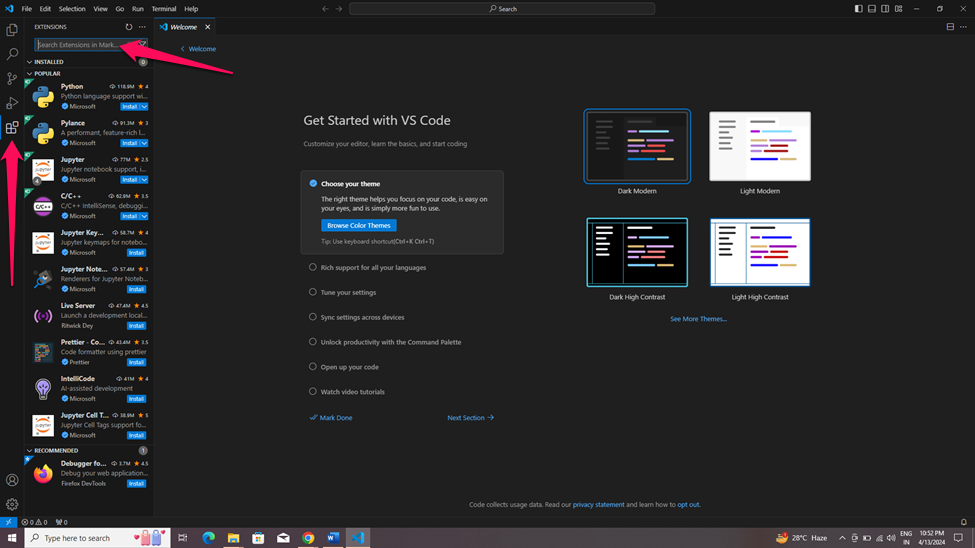 File Edit Selection View Go Run Terminal Help
Search
EXTENSIONS
Search Extensions in Mark...
INSTALLED 0
POPULAR
Python 118.9M 4
Python language support wi...
Microsoft Install
Pylance 91.3M 3
A performant, feature-rich l...
Microsoft Install
Jupyter 77M 2.5
Jupyter notebook support, i...
4 Microsoft Install
C/C++ 62.9M 3.5
C/C++ IntelliSense, debuggi...
Microsoft Install
Jupyter Key... 58.7M 4
Jupyter keymaps for notebo...
Microsoft Install
Jupyter Note... 57.4M 3
Renderers for Jupyter Noteb...
Microsoft Install
Live Server 47.4M 4.5
Launch a development local...
Ritwick Dey Install
Prettier - Co... 43.4M 3.5
Code formatter using prettier
Prettier Install
IntelliCode 41M 4
AI-assisted development
Microsoft Install
Jupyter Cell T... 38.9M 5
Jupyter Cell Tags support fo...
Microsoft Install
RECOMMENDED 1
Debugger fo... 3.7M 4.5
Debug your web application...
Firefox DevTools Install
Welcome
Welcome
Get Started with VS Code
Customize your editor, learn the basics, and start coding
Choose your theme
The right theme helps you focus on your code, is easy on
your eyes, and is simply more fun to use.
Browse Color Themes
Tip: Use keyboard shortcut(Ctrl+K Ctrl+T)
Rich support for all your languages
Tune your settings
Sync settings across devices
Unlock productivity with the Command Palette
Open up your code
Watch video tutorials
Mark Done Next Section
Dark Modern Light Modern
Dark High Contrast Light High Contrast
See More Themes...
Code collects usage data. Read our privacy statement and learn how to opt out.
0 0 0
Type here to search
28°C Haze
ENG
IN
10:52 PM
4/13/2024